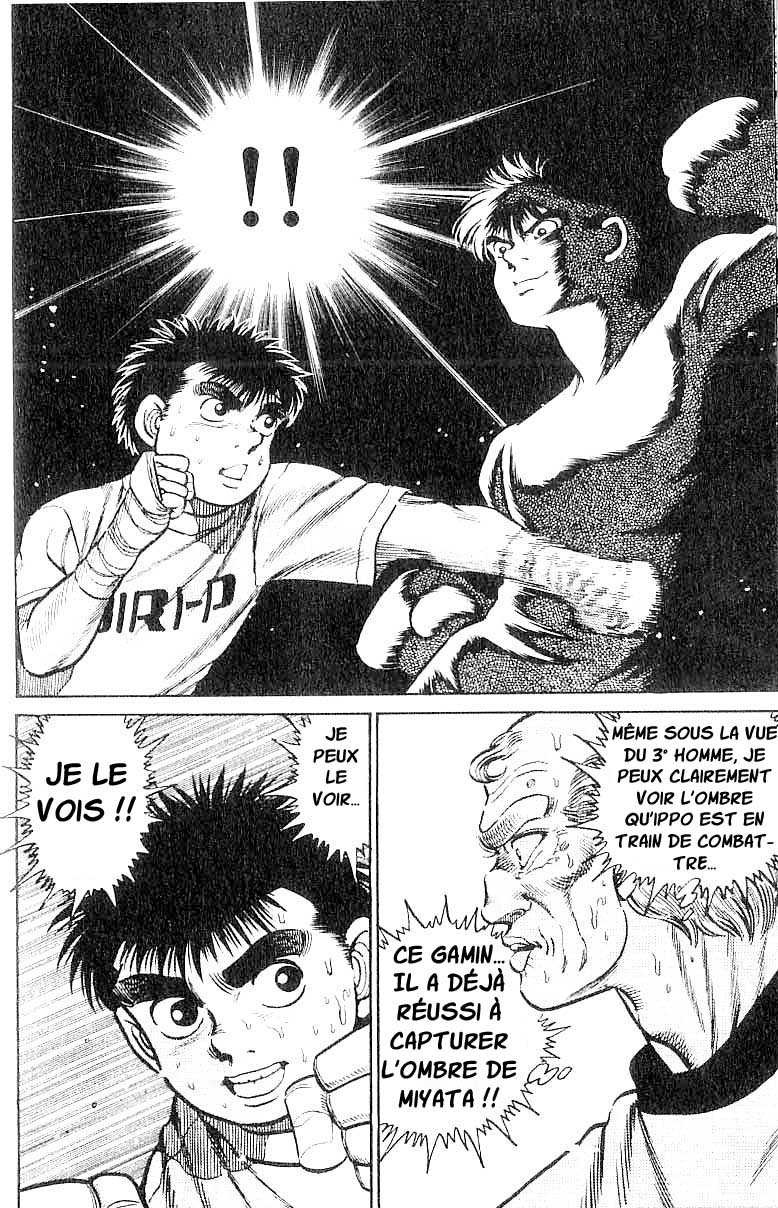 !!
JIRI-P
MÊME SOUS LA VUE
DU 3e HOMME, JE
PEUX CLAIREMENT
VOIR L'OMBRE
QU'IPPO EST EN
TRAIN DE COMBAT-
TRE...
CE GAMIN...
IL A DÉJÀ
RÉUSSI À
CAPTURER
L'OMBRE DE
MIYATA !!
JE
PEUX
LE
VOIR...
JE LE
VOIS !!